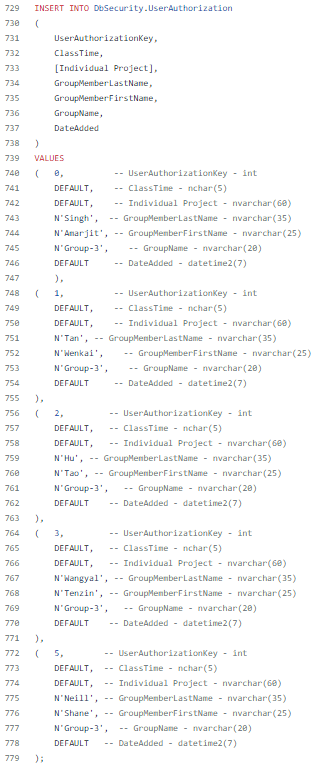 729 INSERT INTO DbSecurity.UserAuthorization
730 (
731     UserAuthorizationKey,
732     ClassTime,
733     [Individual Project],
734     GroupMemberLastName,
735     GroupMemberFirstName,
736     GroupName,
737     DateAdded
738 )
739 VALUES
740 (   0,         -- UserAuthorizationKey - int
741     DEFAULT,   -- ClassTime - nchar(5)
742     DEFAULT,   -- Individual Project - nvarchar(60)
743     N'Singh',  -- GroupMemberLastName - nvarchar(35)
744     N'Amarjit', -- GroupMemberFirstName - nvarchar(25)
745     N'Group-3',    -- GroupName - nvarchar(20)
746     DEFAULT    -- DateAdded - datetime2(7)
747     ),
748 (   1,         -- UserAuthorizationKey - int
749     DEFAULT,   -- ClassTime - nchar(5)
750     DEFAULT,   -- Individual Project - nvarchar(60)
751     N'Tan', -- GroupMemberLastName - nvarchar(35)
752     N'Wenkai',    -- GroupMemberFirstName - nvarchar(25)
753     N'Group-3',    -- GroupName - nvarchar(20)
754     DEFAULT    -- DateAdded - datetime2(7)
755 ),
756 (   2,        -- UserAuthorizationKey - int
757     DEFAULT,  -- ClassTime - nchar(5)
758     DEFAULT,  -- Individual Project - nvarchar(60)
759     N'Hu', -- GroupMemberLastName - nvarchar(35)
760     N'Tao', -- GroupMemberFirstName - nvarchar(25)
761     N'Group-3',   -- GroupName - nvarchar(20)
762     DEFAULT   -- DateAdded - datetime2(7)
763 ),
764 (   3,        -- UserAuthorizationKey - int
765     DEFAULT,  -- ClassTime - nchar(5)
766     DEFAULT,  -- Individual Project - nvarchar(60)
767     N'Wangyal', -- GroupMemberLastName - nvarchar(35)
768     N'Tenzin', -- GroupMemberFirstName - nvarchar(25)
769     N'Group-3',   -- GroupName - nvarchar(20)
770     DEFAULT   -- DateAdded - datetime2(7)
771 ),
772 (   5,       -- UserAuthorizationKey - int
773     DEFAULT, -- ClassTime - nchar(5)
774     DEFAULT, -- Individual Project - nvarchar(60)
775     N'Neill', -- GroupMemberLastName - nvarchar(35)
776     N'Shane', -- GroupMemberFirstName - nvarchar(25)
777     N'Group-3',  -- GroupName - nvarchar(20)
778     DEFAULT  -- DateAdded - datetime2(7)
779 );